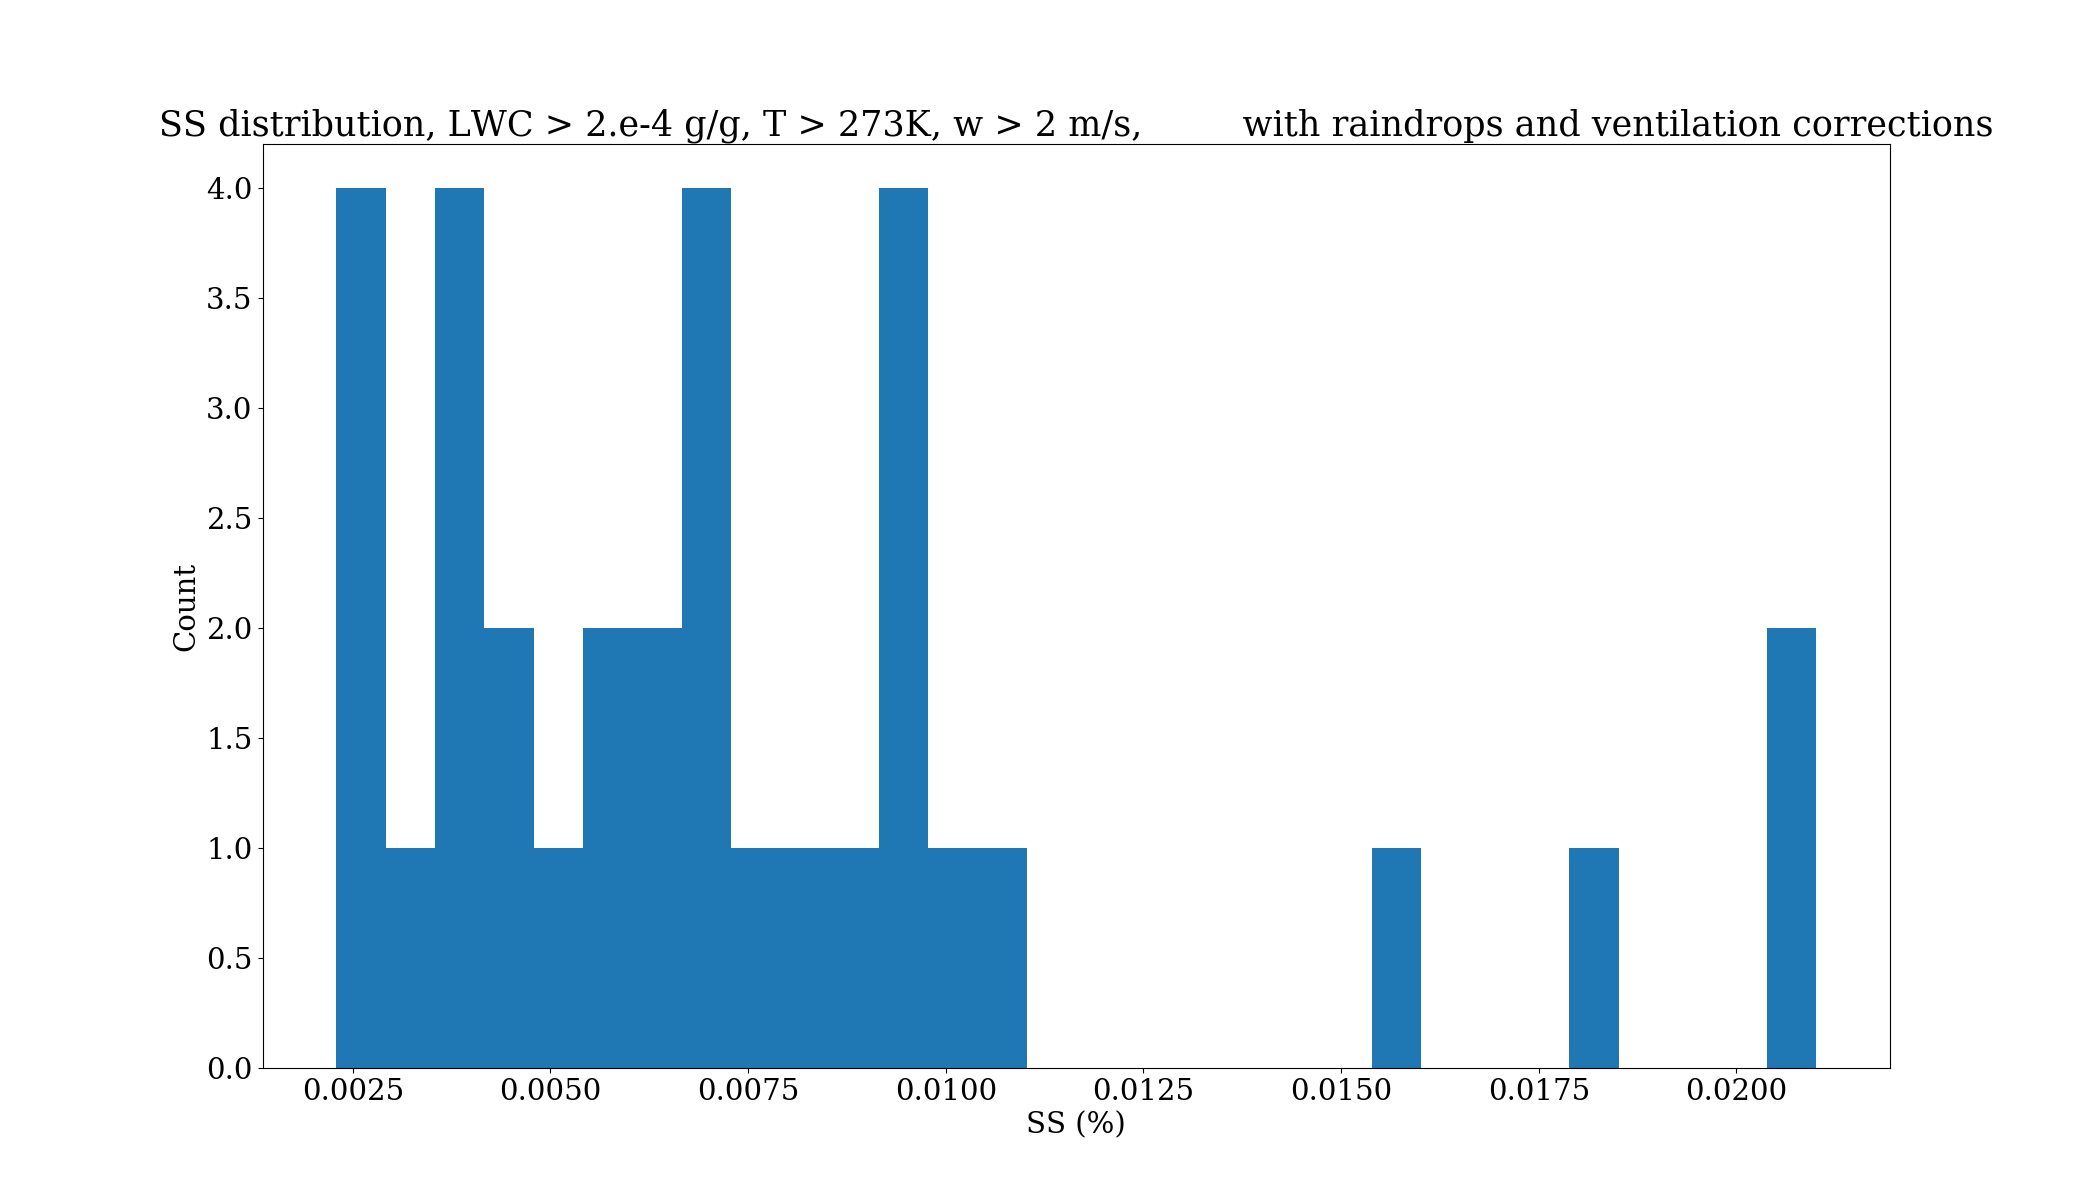 SS distribution, LWC > 2.e-4 g/g, T > 273K, w > 2 m/s,         with raindrops and ventilation corrections
4.0
3.5
3.0
2.5
2.0
1.5
1.0
0.5
0.0
Count
0.0025 0.0050 0.0075 0.0100 0.0125 0.0150 0.0175 0.0200
SS (%)